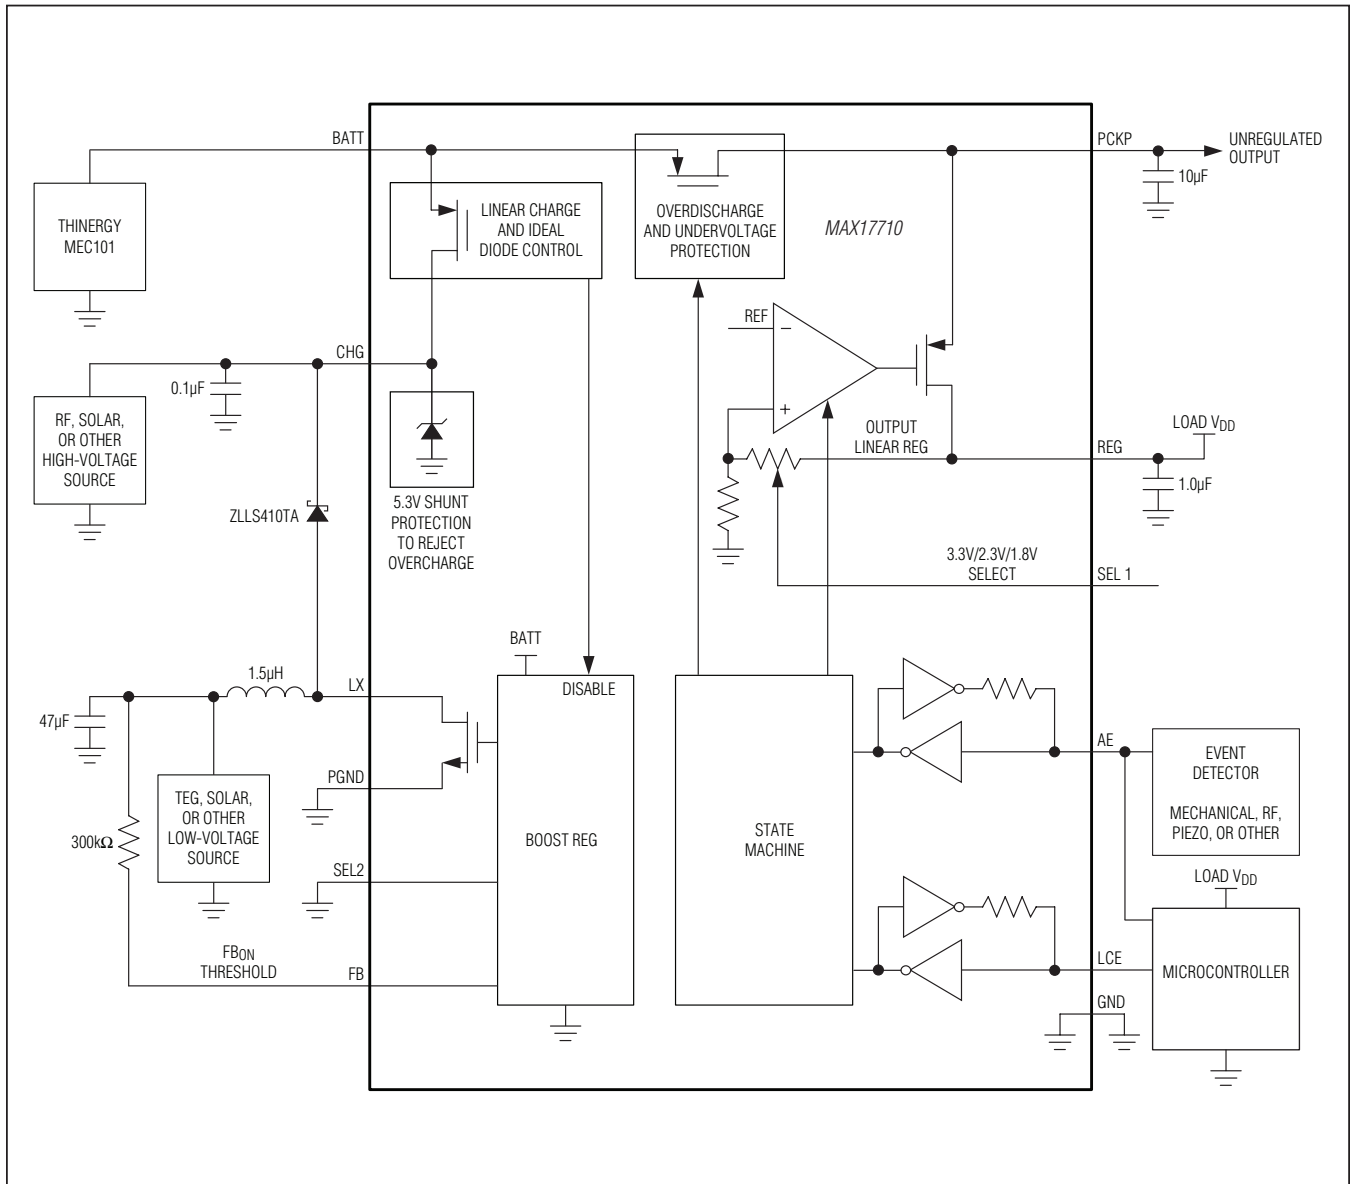 BATT
PCKP
UNREGULATED
OUTPUT
10µF
THINERGY
MEC101
LINEAR CHARGE
AND IDEAL
DIODE CONTROL
OVERDISCHARGE
AND UNDERVOLTAGE
PROTECTION
MAX17710
REF
−
+
CHG
0.1µF
RF, SOLAR,
OR OTHER
HIGH-VOLTAGE
SOURCE
ZLLS410TA
5.3V SHUNT
PROTECTION
TO REJECT
OVERCHARGE
OUTPUT
LINEAR REG
REG
LOAD VDD
1.0µF
3.3V/2.3V/1.8V
SELECT
SEL 1
BATT
DISABLE
1.5µH
LX
47µF
PGND
TEG, SOLAR,
OR OTHER
LOW-VOLTAGE
SOURCE
300kΩ
BOOST REG
SEL2
FBON
THRESHOLD
FB
STATE
MACHINE
AE
EVENT
DETECTOR
MECHANICAL, RF,
PIEZO, OR OTHER
LOAD VDD
LCE
MICROCONTROLLER
GND